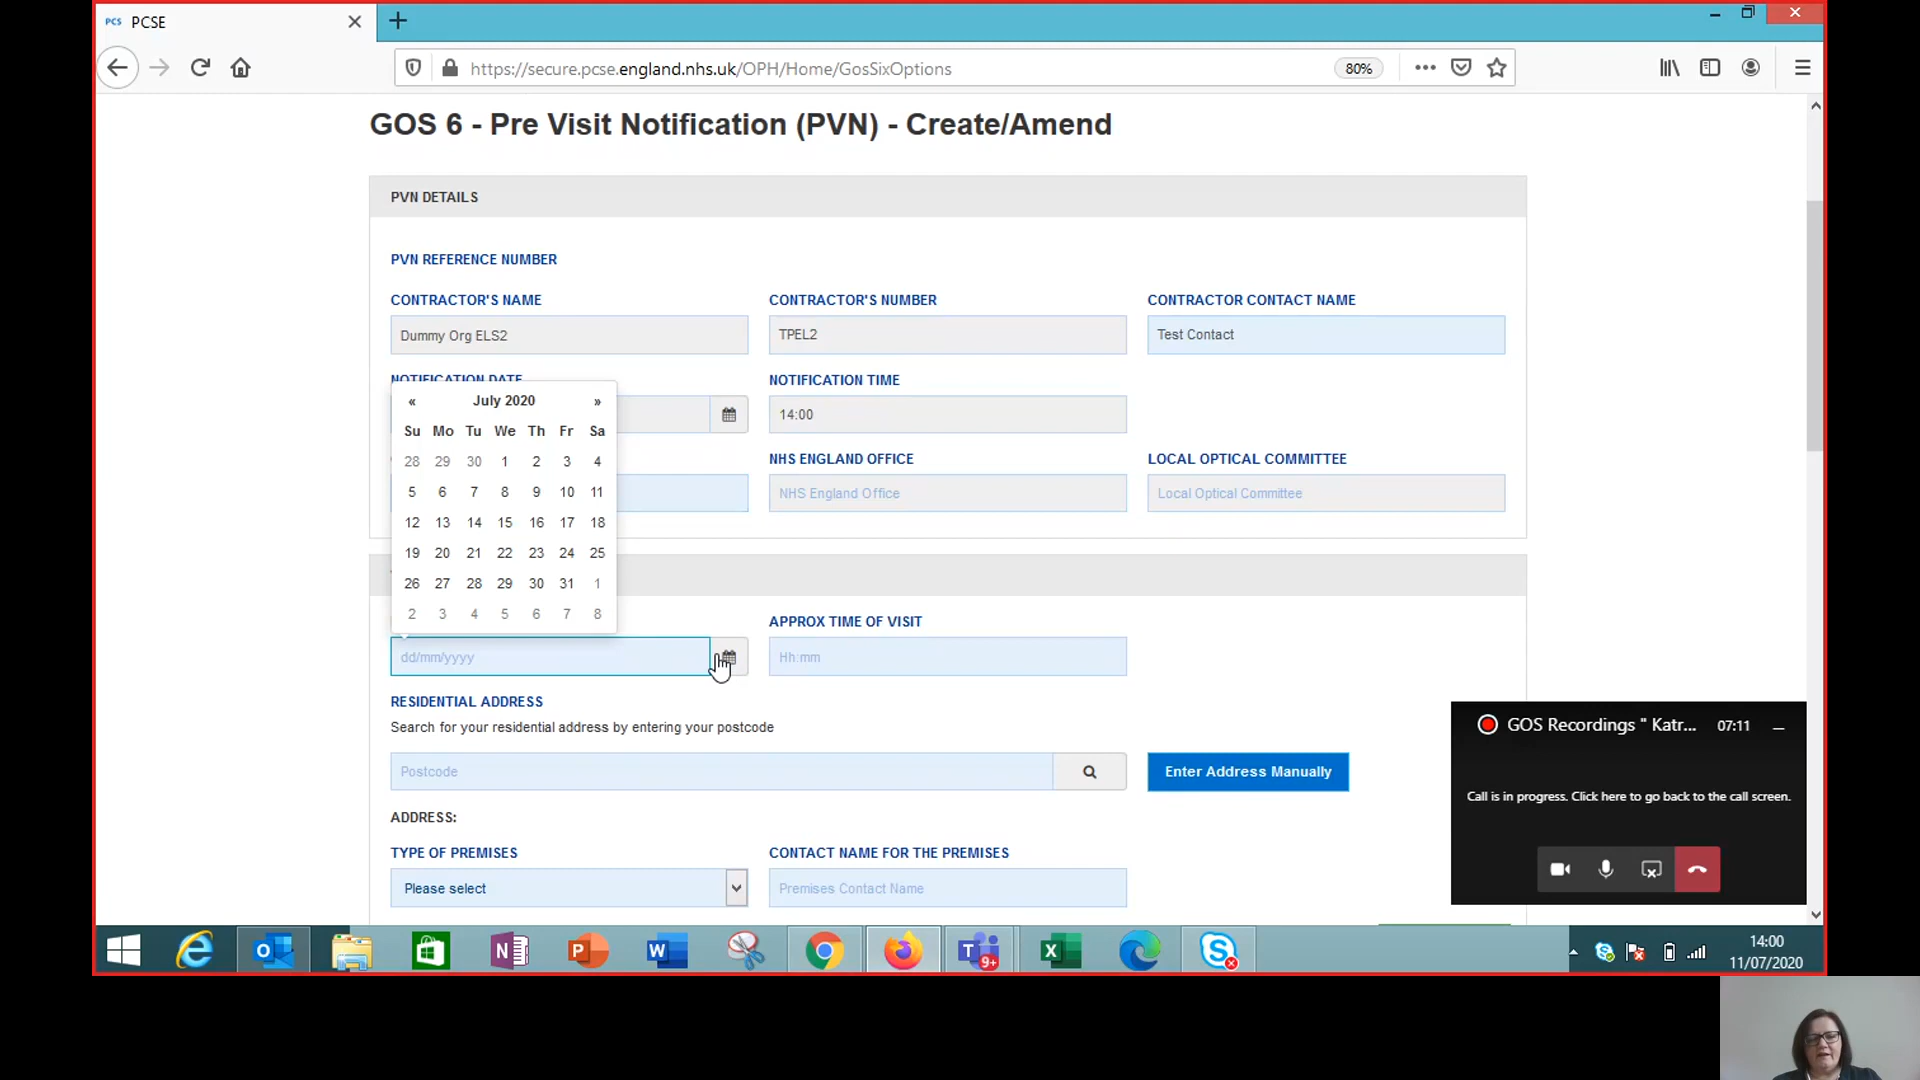 PCS PCSE
https://secure.pcse.england.nhs.uk/OPH/Home/GosSixOptions 80%
GOS 6 - Pre Visit Notification (PVN) - Create/Amend
PVN DETAILS
PVN REFERENCE NUMBER
CONTRACTOR'S NAME CONTRACTOR'S NUMBER CONTRACTOR CONTACT NAME
Dummy Org ELS2 TPEL2 Test Contact
NOTIFICATION DATE NOTIFICATION TIME
14:00
« July 2020 »
Su Mo Tu We Th Fr Sa
28 29 30 1 2 3 4
5 6 7 8 9 10 11
12 13 14 15 16 17 18
19 20 21 22 23 24 25
26 27 28 29 30 31 1
2 3 4 5 6 7 8
NHS ENGLAND OFFICE LOCAL OPTICAL COMMITTEE
NHS England Office Local Optical Committee
APPROX TIME OF VISIT
dd/mm/yyyy Hh:mm
RESIDENTIAL ADDRESS
Search for your residential address by entering your postcode
Postcode Enter Address Manually
ADDRESS:
TYPE OF PREMISES CONTACT NAME FOR THE PREMISES
Please select Premises Contact Name
GOS Recordings " Katr... 07:11
Call is in progress. Click here to go back to the call screen.
9+
14:00
11/07/2020